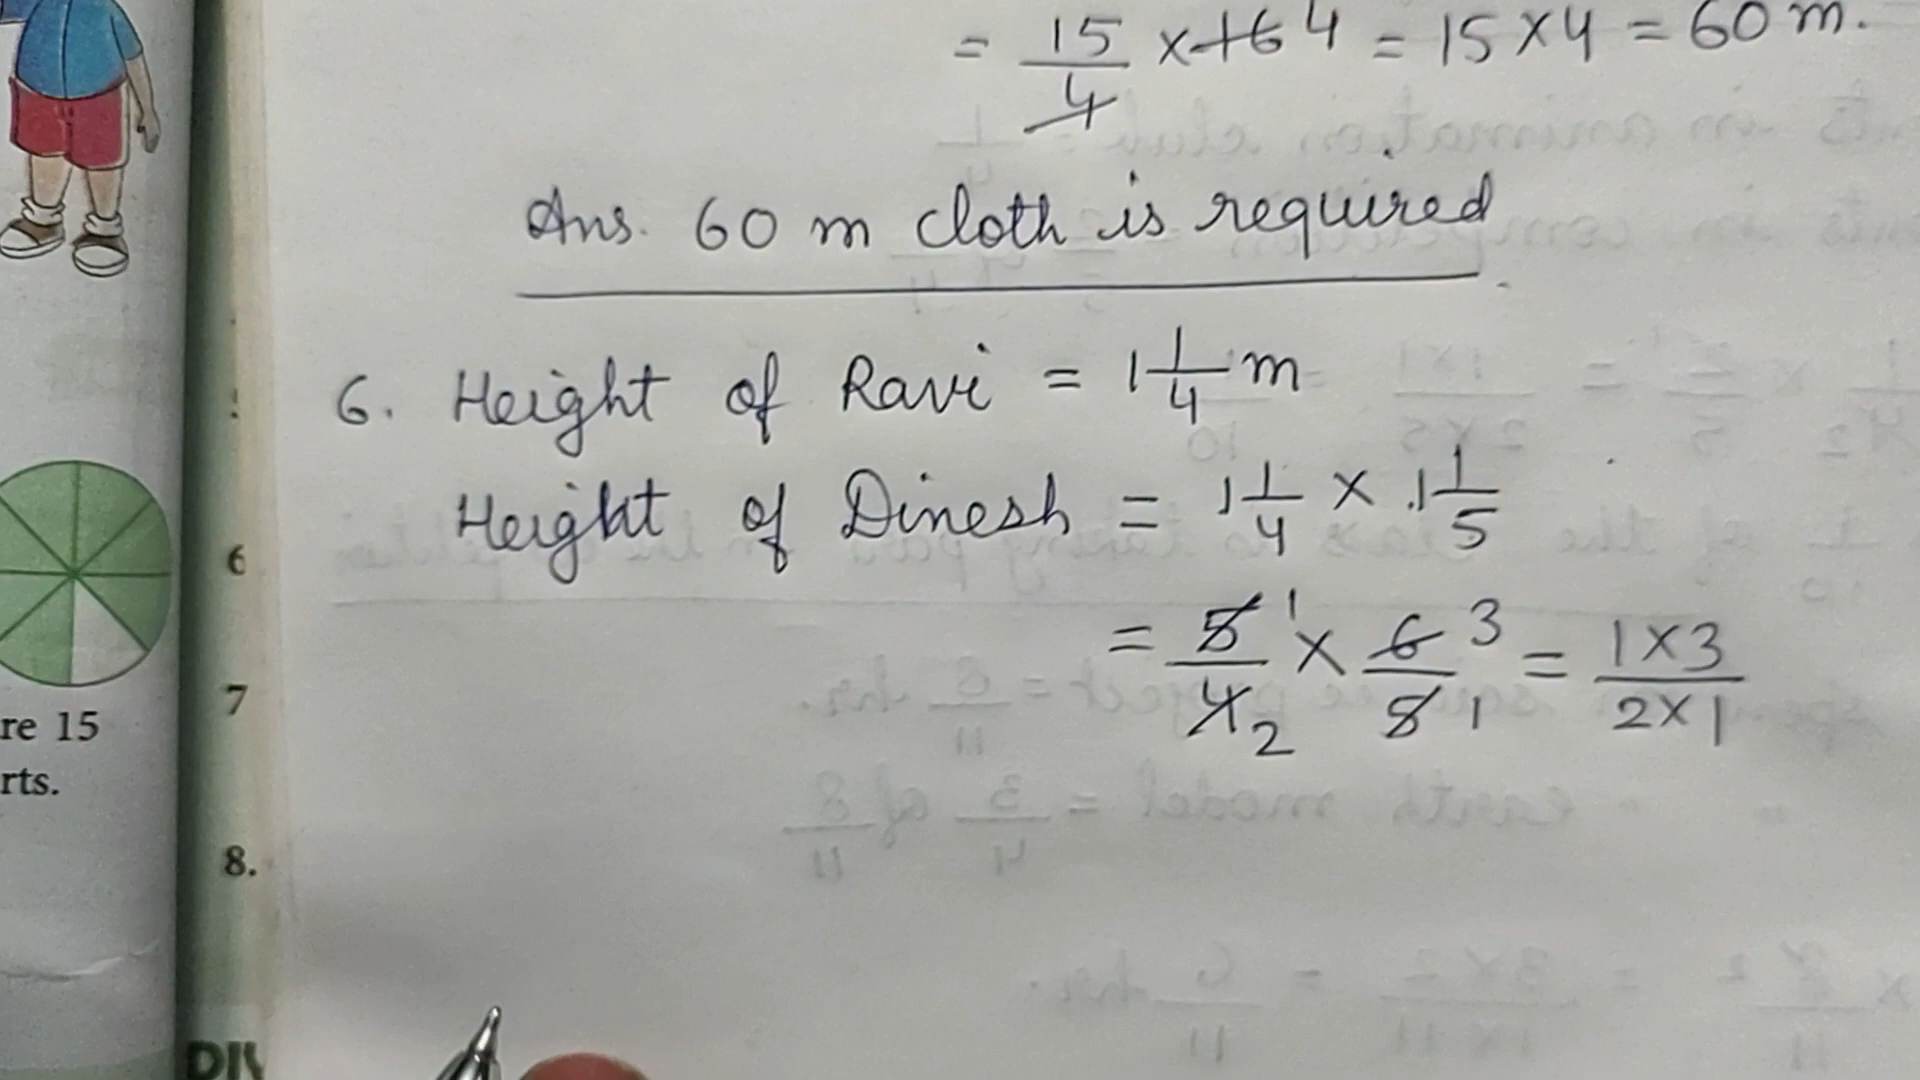 = 15/4 × 16 4 = 15 × 4 = 60 m.
Ans. 60 m cloth is required
6. Height of Ravi = 1 1/4 m
Height of Dinesh = 1 1/4 × 1 1/5
= 5/4 1/2 × 6/5 3/1 = 1×3/2×1
6
7
re 15
rts.
8.
DIV